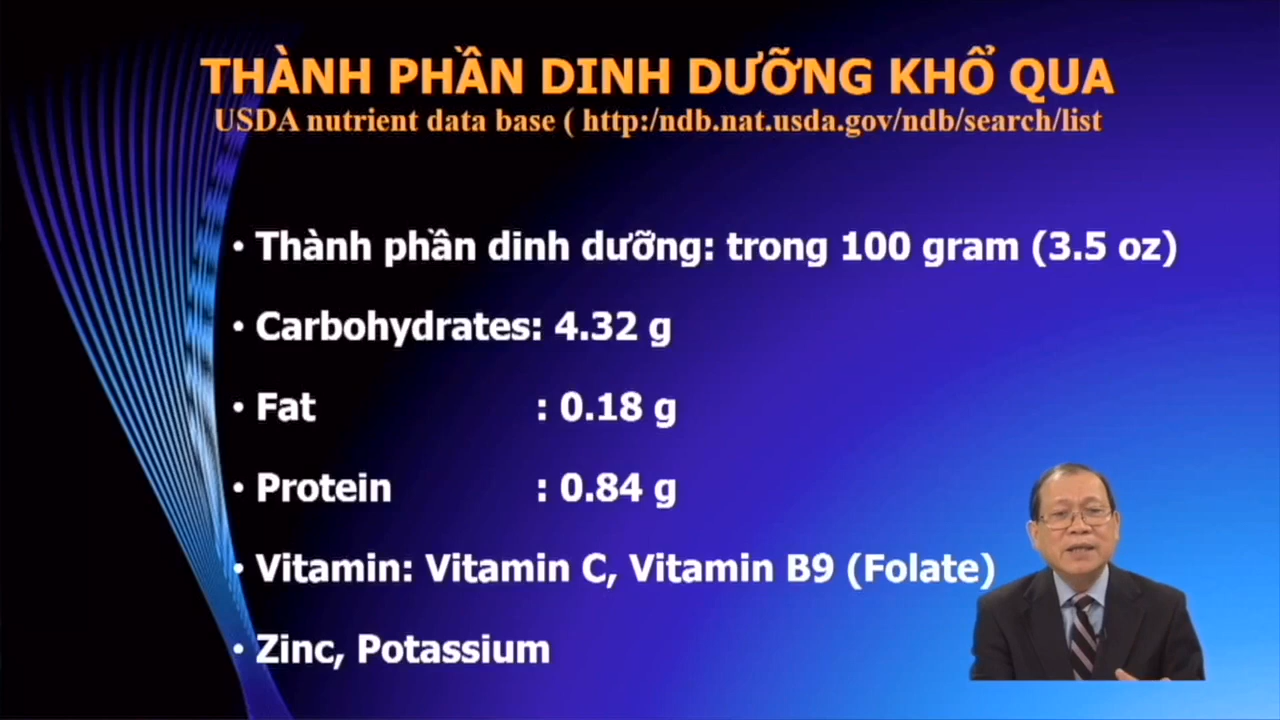 THÀNH PHẦN DINH DƯỠNG KHỔ QUA
USDA nutrient data base ( http:/ndb.nat.usda.gov/ndb/search/list
• Thành phần dinh dưỡng: trong 100 gram (3.5 oz)
• Carbohydrates: 4.32 g
• Fat : 0.18 g
• Protein : 0.84 g
• Vitamin: Vitamin C, Vitamin B9 (Folate)
• Zinc, Potassium